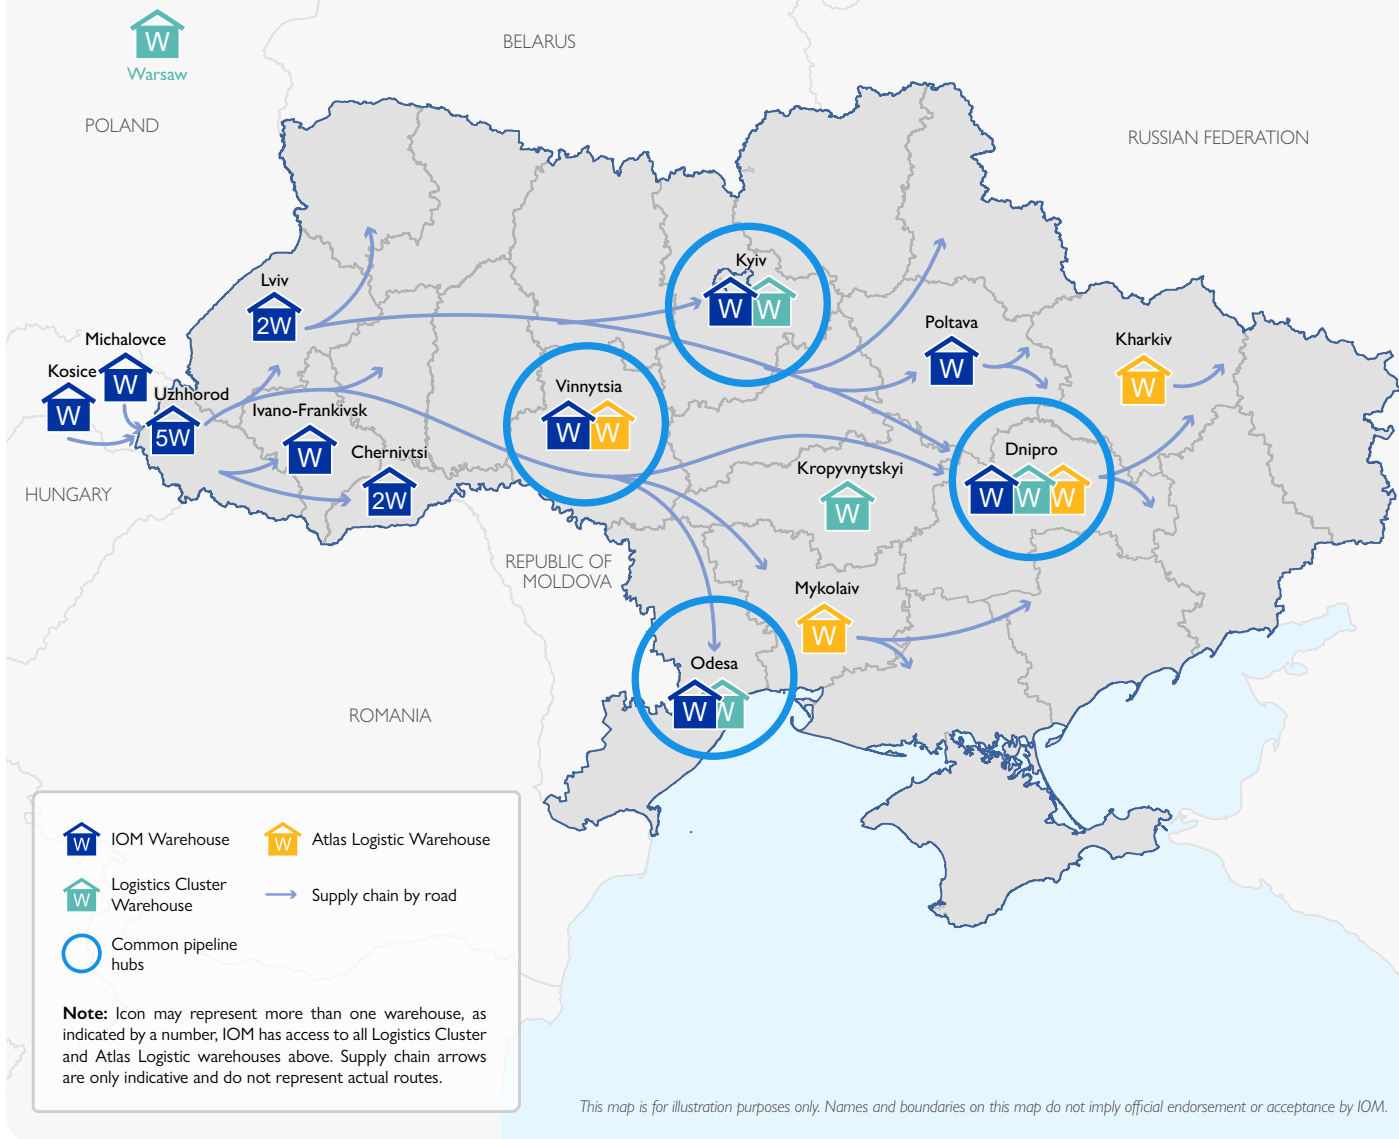 W
Warsaw
BELARUS
POLAND
RUSSIAN FEDERATION
Kyiv
W W
Lviv
2W
Michalovce
W
Kosice
W
Uzhhorod
5W
Ivano-Frankivsk
W
Chernivtsi
2W
Vinnytsia
W W
Poltava
W
Kharkiv
W
Dnipro
W W W
Kropyvnytskyi
W
HUNGARY
REPUBLIC OF
MOLDOVA
Mykolaiv
W
Odesa
W W
ROMANIA
W IOM Warehouse
W Atlas Logistic Warehouse
W Logistics Cluster
Warehouse
Supply chain by road
Common pipeline
hubs
Note: Icon may represent more than one warehouse, as
indicated by a number, IOM has access to all Logistics Cluster
and Atlas Logistic warehouses above. Supply chain arrows
are only indicative and do not represent actual routes.
This map is for illustration purposes only. Names and boundaries on this map do not imply official endorsement or acceptance by IOM.